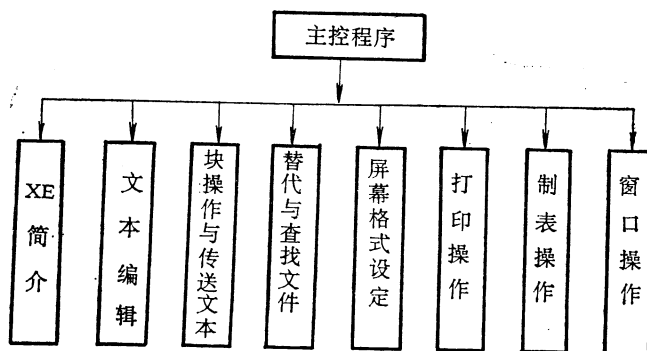 主控程序
XE简介
文本编辑
块操作与传送文本
替代与查找文件
屏幕格式设定
打印操作
制表操作
窗口操作